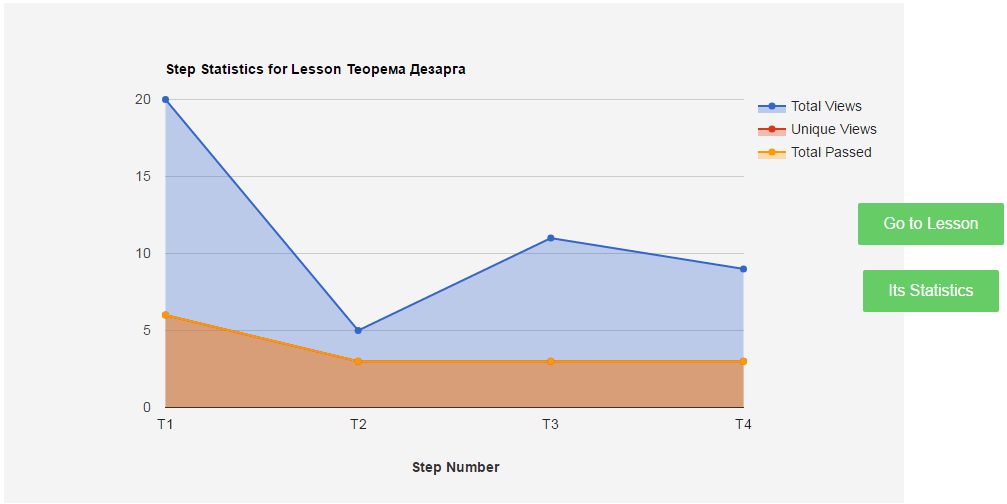 Step Statistics for Lesson Теорема Дезарга
20
15
10
5
0
T1 T2 T3 T4
Step Number
Total Views
Unique Views
Total Passed
Go to Lesson
Its Statistics